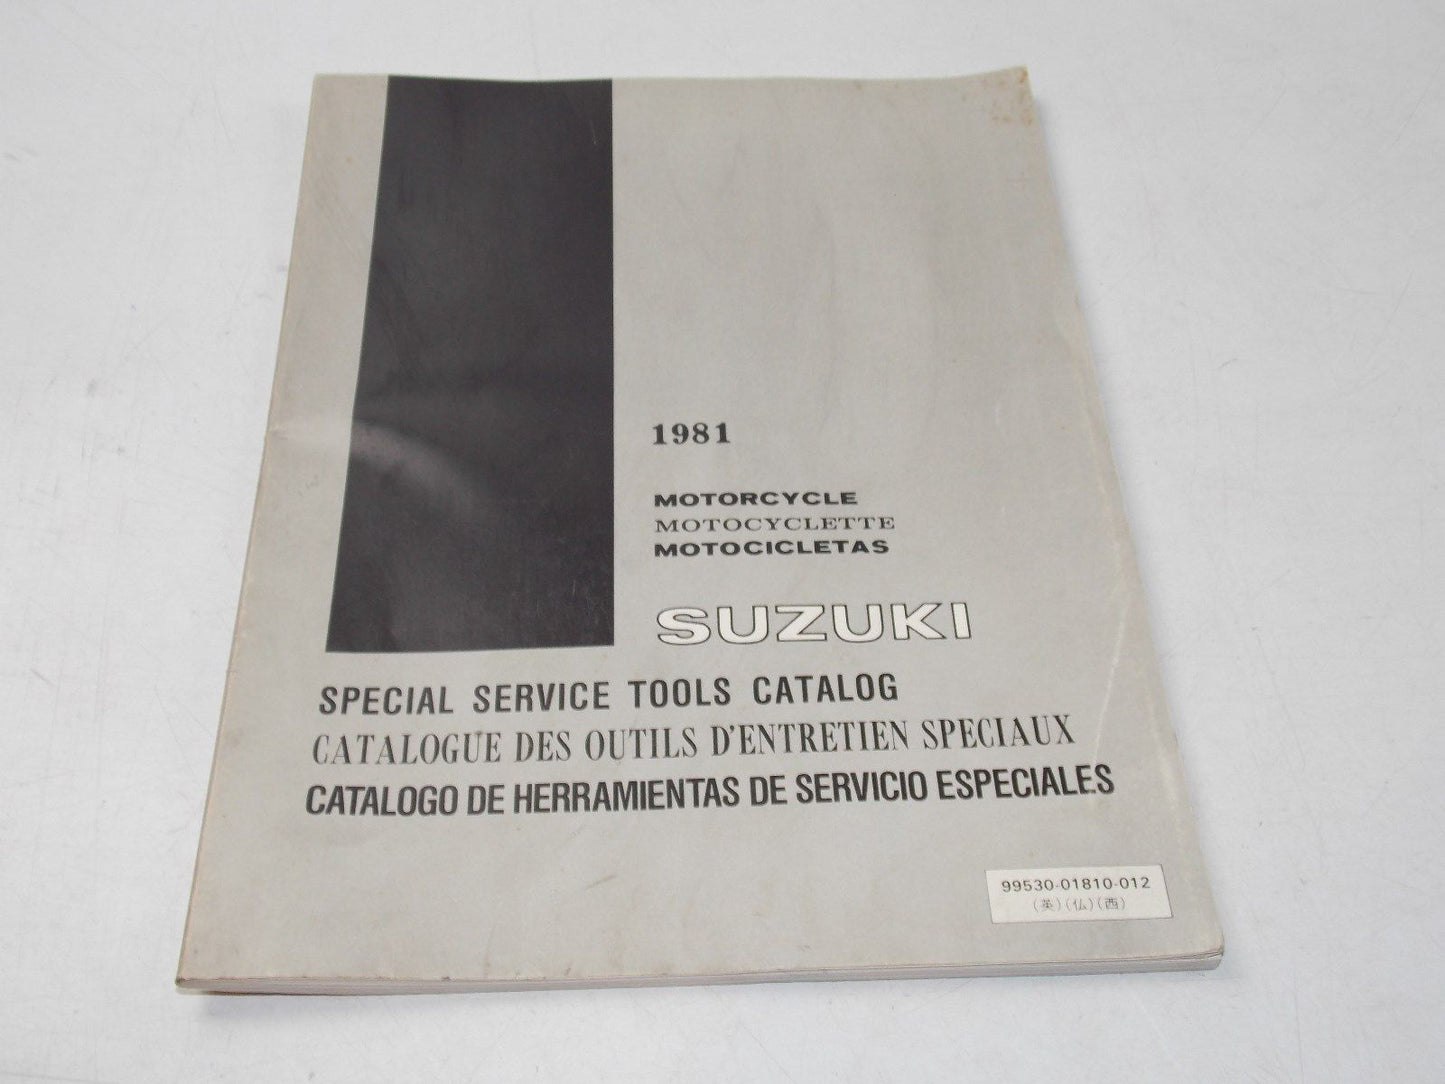 1981
MOTORCYCLE
MOTOCYCLETTE
MOTOCICLETAS
SUZUKI
SPECIAL SERVICE TOOLS CATALOG
CATALOGUE DES OUTILS D'ENTRETIEN SPECIAUX
CATALOGO DE HERRAMIENTAS DE SERVICIO ESPECIALES
99530-01810-012
(英)(仏)(西)